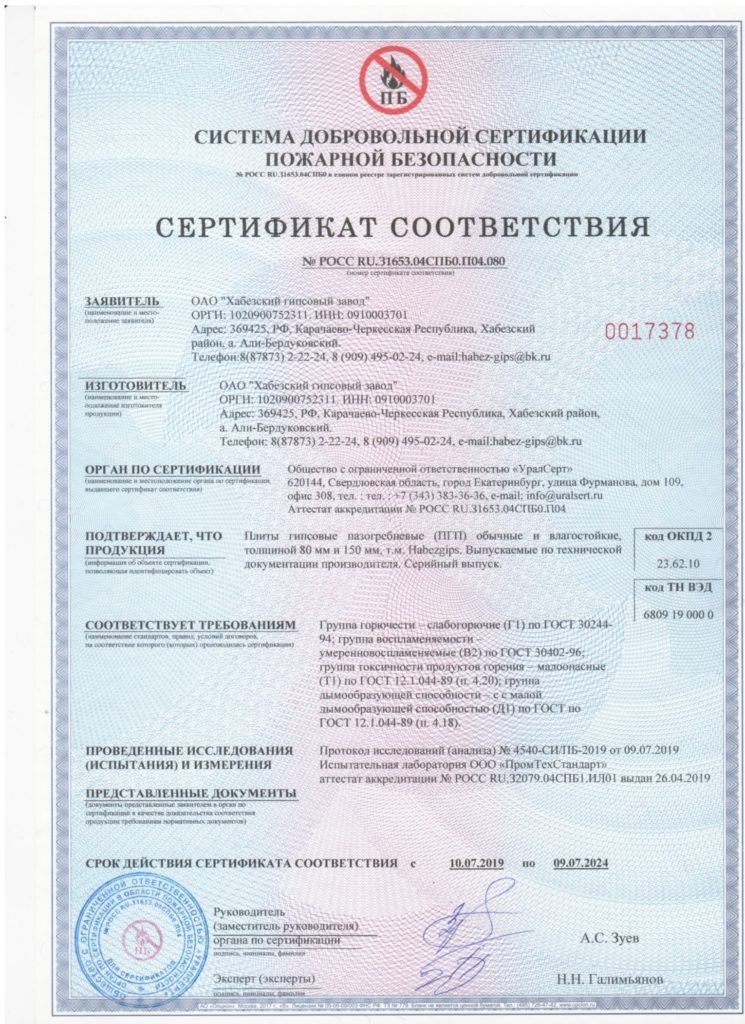 ПБ
СИСТЕМА ДОБРОВОЛЬНОЙ СЕРТИФИКАЦИИ
ПОЖАРНОЙ БЕЗОПАСНОСТИ
№ РОСС RU.31653.04СПБ0 в едином реестре зарегистрированных систем добровольной сертификации
СЕРТИФИКАТ СООТВЕТСТВИЯ
№ РОСС RU.31653.04СПБ0.П04.080
(номер сертификата соответствия)
ЗАЯВИТЕЛЬ
(наименование и место-
положение заявителя)
ОАО "Хабезский гипсовый завод"
ОРГН: 1020900752311, ИНН: 0910003701
Адрес: 369425, РФ, Карачаево-Черкесская Республика, Хабезский
район, а. Али-Бердуковский.
Телефон:8(87873) 2-22-24, 8 (909) 495-02-24, e-mail:habez-gips@bk.ru
0017378
ИЗГОТОВИТЕЛЬ
(наименование и место-
положение изготовителя
продукции)
ОАО "Хабезский гипсовый завод"
ОРГН: 1020900752311, ИНН: 0910003701
Адрес: 369425, РФ, Карачаево-Черкесская Республика, Хабезский район,
а. Али-Бердуковский.
Телефон: 8(87873) 2-22-24, 8 (909) 495-02-24, e-mail:habez-gips@bk.ru
ОРГАН ПО СЕРТИФИКАЦИИ
(наименование и местоположение органа по сертификации,
выдавшего сертификат соответствия)
Общество с ограниченной ответственностью «УралСерт»
620144, Свердловская область, город Екатеринбург, улица Фурманова, дом 109,
офис 308, тел. : тел. : +7 (343) 383-36-36, e-mail: info@uralsert.ru
Аттестат аккредитации № РОСС RU.31653.04СПБ0.П04
ПОДТВЕРЖДАЕТ, ЧТО
ПРОДУКЦИЯ
(информация об объекте сертификации,
позволяющая идентифицировать объект)
Плиты гипсовые пазогребневые (ПГП) обычные и влагостойкие,
толщиной 80 мм и 150 мм, т.м. Habezgips. Выпускаемые по технической
документации производителя. Серийный выпуск.
код ОКПД 2
23.62.10
код ТН ВЭД
6809 19 000 0
СООТВЕТСТВУЕТ ТРЕБОВАНИЯМ
(наименование стандартов, правил, условий договоров,
на соответствие которого (которых) производилась сертификация)
Группа горючести – слабогорючие (Г1) по ГОСТ 30244-
94; группа воспламеняемости –
умеренновоспламеняемые (В2) по ГОСТ 30402-96;
группа токсичности продуктов горения – малоопасные
(Т1) по ГОСТ 12.1.044-89 (п. 4.20); группа
дымообразующей способности – с с малой
дымообразующей способностью (Д1) по ГОСТ по
ГОСТ 12.1.044-89 (п. 4.18).
ПРОВЕДЕННЫЕ ИССЛЕДОВАНИЯ
(ИСПЫТАНИЯ) И ИЗМЕРЕНИЯ
Протокол исследований (анализа) № 4540-СИ/ПБ-2019 от 09.07.2019
Испытательная лаборатория ООО «ПромТехСтандарт»
аттестат аккредитации № РОСС RU.32079.04СПБ1.ИЛ01 выдан 26.04.2019
ПРЕДСТАВЛЕННЫЕ ДОКУМЕНТЫ
(документы представленные заявителем в орган по
сертификации в качестве доказательства соответствия
продукции требованиям нормативных документов)
СРОК ДЕЙСТВИЯ СЕРТИФИКАТА СООТВЕТСТВИЯ с 10.07.2019 по 09.07.2024
Руководитель
(заместитель руководителя)
органа по сертификации
подпись, инициалы, фамилия
А.С. Зуев
Эксперт (эксперты)
подпись, инициалы, фамилия
Н.Н. Галимьянов
ПБ
ДЛЯ СЕРТИФИКАТОВ